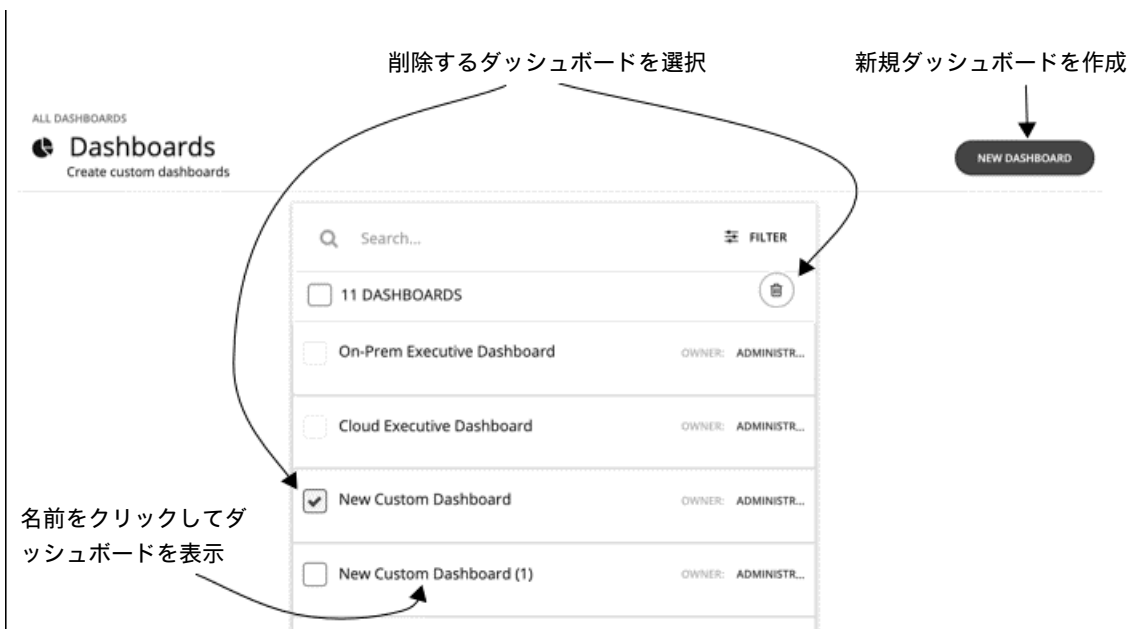 削除するダッシュボードを選択
新規ダッシュボードを作成
ALL DASHBOARDS
Dashboards
Create custom dashboards
NEW DASHBOARD
Search...
FILTER
11 DASHBOARDS
On-Prem Executive Dashboard OWNER: ADMINISTR...
Cloud Executive Dashboard OWNER: ADMINISTR...
New Custom Dashboard OWNER: ADMINISTR...
名前をクリックしてダ
ッシュボードを表示
New Custom Dashboard (1) OWNER: ADMINISTR...